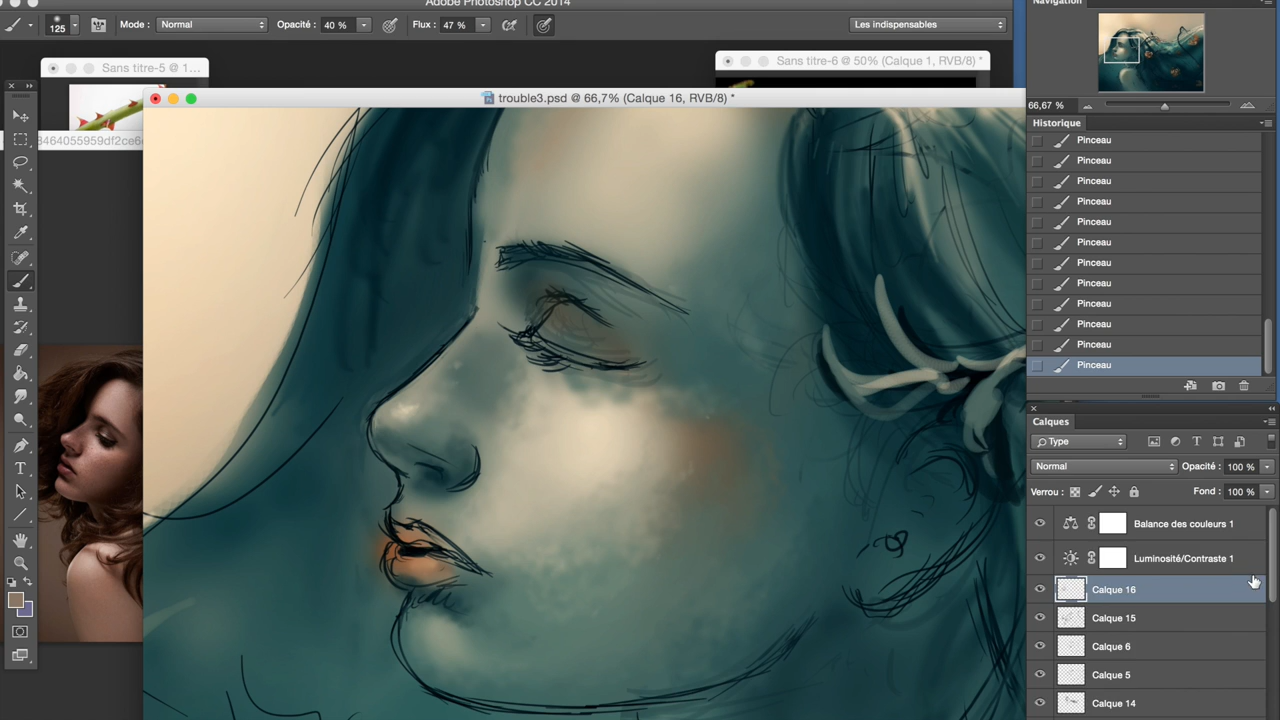 Adobe Photoshop CC 2014
125
Mode : Normal
Opacité : 40 %
Flux : 47 %
Les indispensables
Sans titre-5 @ 1...
Sans titre-6 @ 50% (Calque 1, RVB/8) *
trouble3.psd @ 66,7% (Calque 16, RVB/8) *
8464055959df2ce6
Navigation
66,67 %
Historique
Pinceau
Pinceau
Pinceau
Pinceau
Pinceau
Pinceau
Pinceau
Pinceau
Pinceau
Pinceau
Pinceau
Pinceau
Calques
Type
Normal
Opacité : 100 %
Verrou :
Fond : 100 %
Balance des couleurs 1
Luminosité/Contraste 1
Calque 16
Calque 15
Calque 6
Calque 5
Calque 14